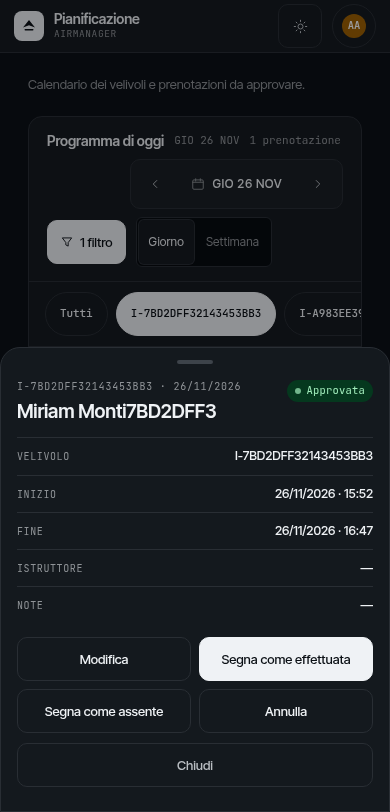 Pianificazione
AIRMANAGER
AA
Calendario dei velivoli e prenotazioni da approvare.
Programma di oggi GIO 26 NOV 1 prenotazione
GIO 26 NOV
1 filtro Giorno Settimana
Tutti I-7BD2DFF32143453BB3 I-A983EE39
I-7BD2DFF32143453BB3 · 26/11/2026
Approvata
Miriam Monti7BD2DFF3
VELIVOLO I-7BD2DFF32143453BB3
INIZIO 26/11/2026 · 15:52
FINE 26/11/2026 · 16:47
ISTRUTTORE —
NOTE —
Modifica Segna come effettuata
Segna come assente Annulla
Chiudi